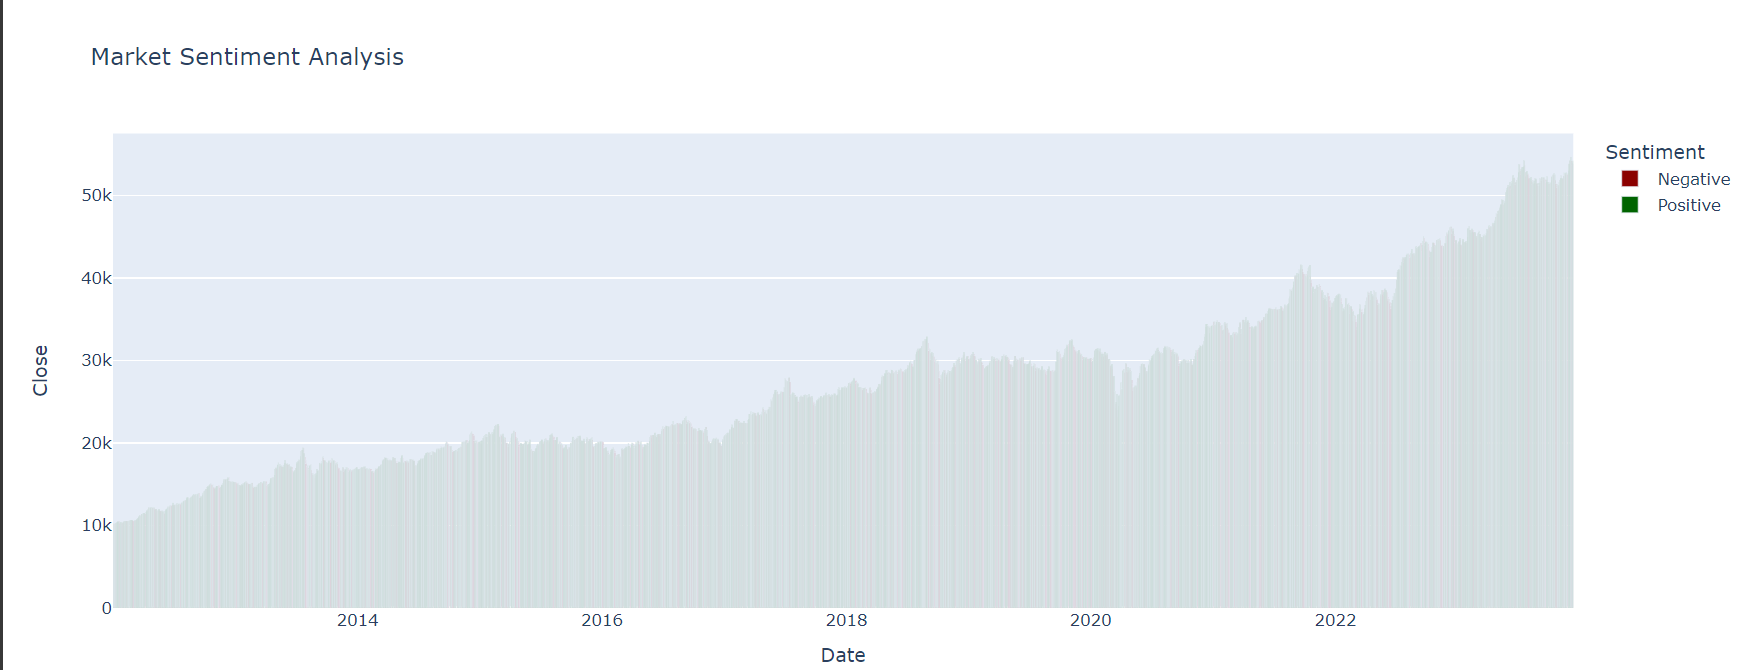 Market Sentiment Analysis
Sentiment
Negative
Positive
50k
40k
30k
20k
10k
0
Close
2014
2016
2018
2020
2022
Date